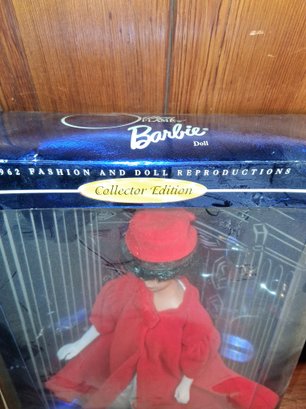 Barbie
Doll
962 FASHION AND DOLL REPRODUCTIONS
Collector Edition